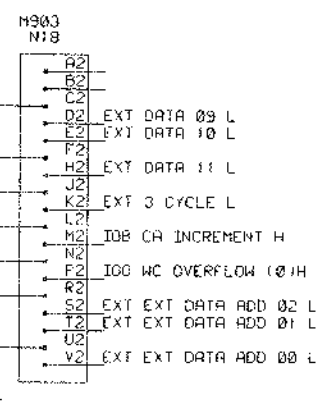 M903
N18
A2
B2
C2
D2 EXT DATA 09 L
E2 EXT DATA 10 L
F2
H2 EXT DATA 11 L
J2
K2 EXT 3 CYCLE L
L2
M2 IOB CA INCREMENT H
N2
P2 IOO WC OVERFLOW (0)H
R2
S2 EXT EXT DATA ADD 02 L
T2 EXT EXT DATA ADD 01 L
U2
V2 EXT EXT DATA ADD 00 L